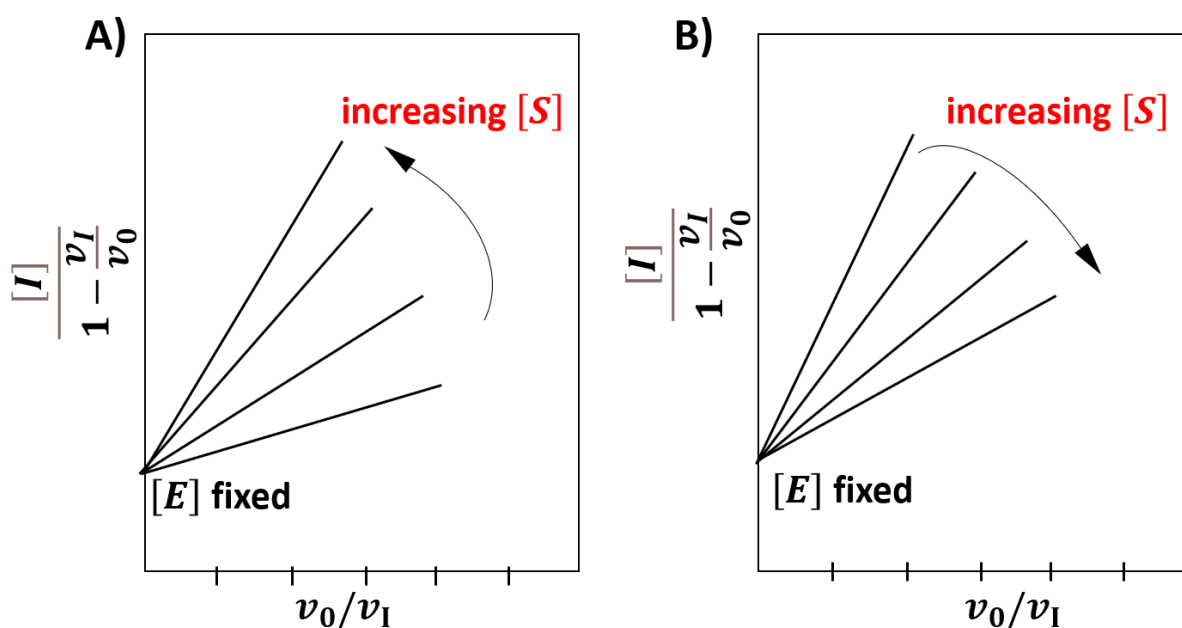 A)
increasing [S]
[I] / (1 − v_I/v_0)
[E] fixed
v_0/v_I
B)
increasing [S]
[I] / (1 − v_I/v_0)
[E] fixed
v_0/v_I